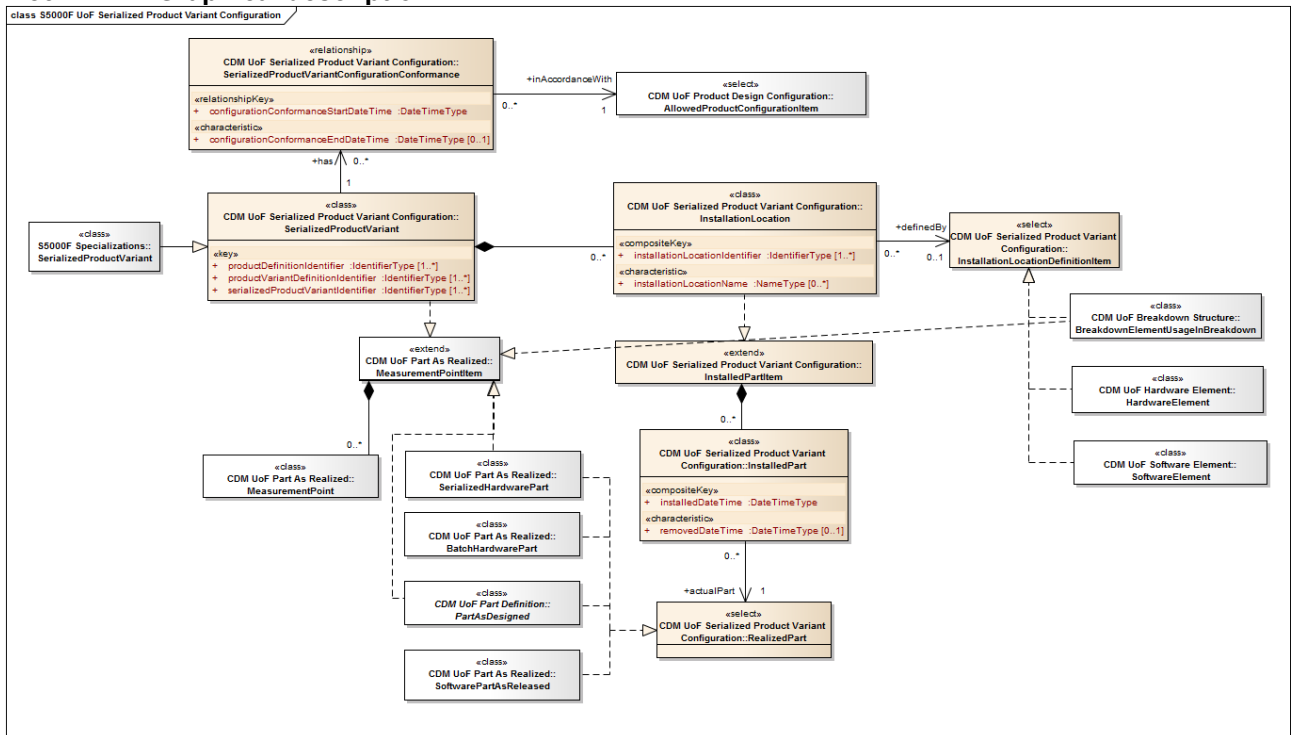 class S5000F UoF Serialized Product Variant Configuration
«relationship»
CDM UoF Serialized Product Variant Configuration::
SerializedProductVariantConfigurationConformance
«relationshipKey»
+ configurationConformanceStartDateTime :DateTimeType
«characteristic»
+ configurationConformanceEndDateTime :DateTimeType [0..1]
+inAccordanceWith
0..*
1
«select»
CDM UoF Product Design Configuration::
AllowedProductConfigurationItem
+has
0..*
1
«class»
S5000F Specializations::
SerializedProductVariant
«class»
CDM UoF Serialized Product Variant Configuration::
SerializedProductVariant
«key»
+ productDefinitionIdentifier :IdentifierType [1..*]
+ productVariantDefinitionIdentifier :IdentifierType [1..*]
+ serializedProductVariantIdentifier :IdentifierType [1..*]
0..*
«class»
CDM UoF Serialized Product Variant Configuration::
InstallationLocation
«compositeKey»
+ installationLocationIdentifier :IdentifierType [1..*]
«characteristic»
+ installationLocationName :NameType [0..*]
+definedBy
0..*
0..1
«select»
CDM UoF Serialized Product Variant
Configuration::
InstallationLocationDefinitionItem
«class»
CDM UoF Breakdown Structure::
BreakdownElementUsageInBreakdown
«extend»
CDM UoF Part As Realized::
MeasurementPointItem
«extend»
CDM UoF Serialized Product Variant Configuration::
InstalledPartItem
«class»
CDM UoF Hardware Element::
HardwareElement
0..*
0..*
«class»
CDM UoF Part As Realized::
MeasurementPoint
«class»
CDM UoF Part As Realized::
SerializedHardwarePart
«class»
CDM UoF Serialized Product Variant
Configuration::InstalledPart
«compositeKey»
+ installedDateTime :DateTimeType
«characteristic»
+ removedDateTime :DateTimeType [0..1]
«class»
CDM UoF Software Element::
SoftwareElement
«class»
CDM UoF Part As Realized::
BatchHardwarePart
0..*
+actualPart
1
«class»
CDM UoF Part Definition::
PartAsDesigned
«select»
CDM UoF Serialized Product Variant
Configuration::RealizedPart
«class»
CDM UoF Part As Realized::
SoftwarePartAsReleased